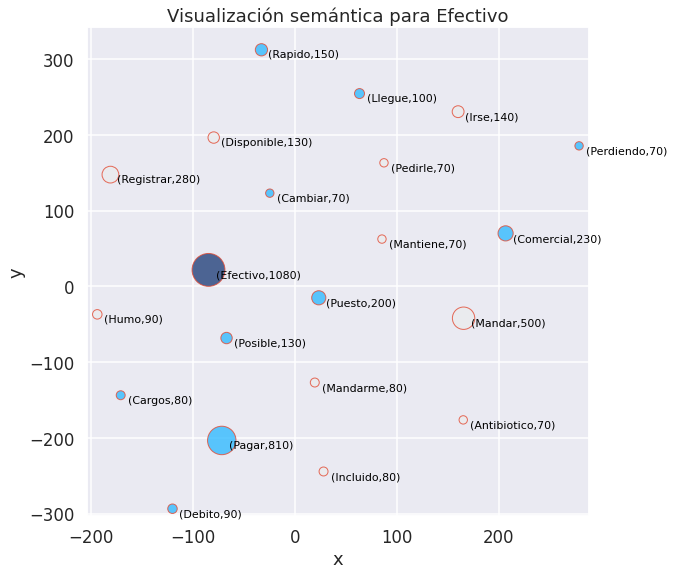 Visualización semántica para Efectivo
300
(Rapido,150)
(Llegue,100)
(Irse,140)
200
(Disponible,130)
(Perdiendo,70)
(Pedirle,70)
(Registrar,280)
(Cambiar,70)
100
(Comercial,230)
(Mantiene,70)
y
(Efectivo,1080)
0
(Puesto,200)
(Humo,90)
(Mandar,500)
(Posible,130)
−100
(Mandarme,80)
(Cargos,80)
(Antibiotico,70)
−200
(Pagar,810)
(Incluido,80)
−300
(Debito,90)
−200 −100 0 100 200
x